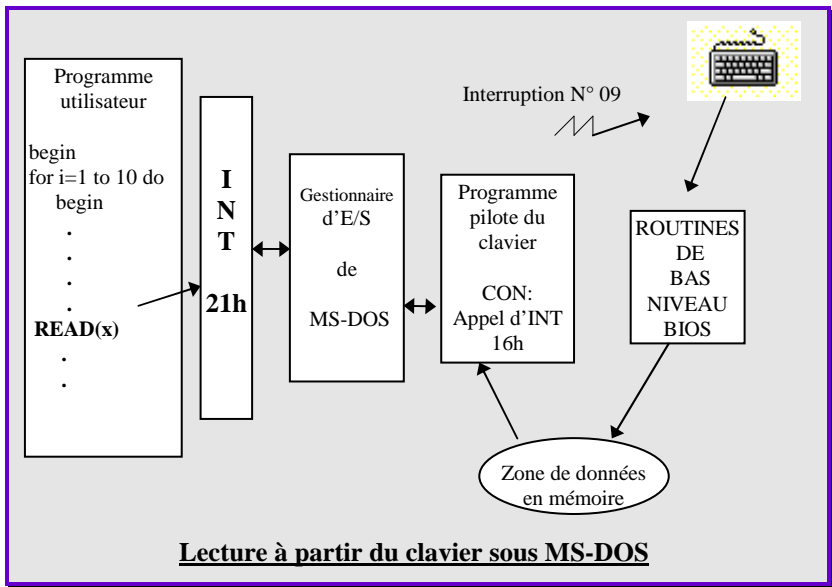 Programme
utilisateur
begin
for i=1 to 10 do
begin
.
.
.
.
READ(x)
.
.
I
N
T
21h
Gestionnaire
d'E/S
de
MS-DOS
Programme
pilote du
clavier
CON:
Appel d'INT
16h
Interruption N° 09
ROUTINES
DE
BAS
NIVEAU
BIOS
Zone de données
en mémoire
Lecture à partir du clavier sous MS-DOS